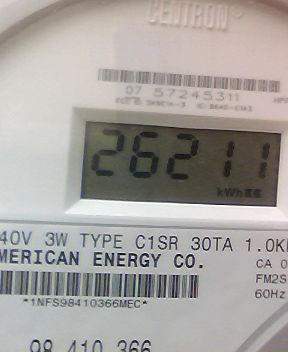 CENTRON®
07 57245311
26211
kWh
40V 3W TYPE C1SR 30TA 1.0K
MERICAN ENERGY CO.
CA 0
FM2S
60Hz
*1NFS98410366MEC*
98 410 366